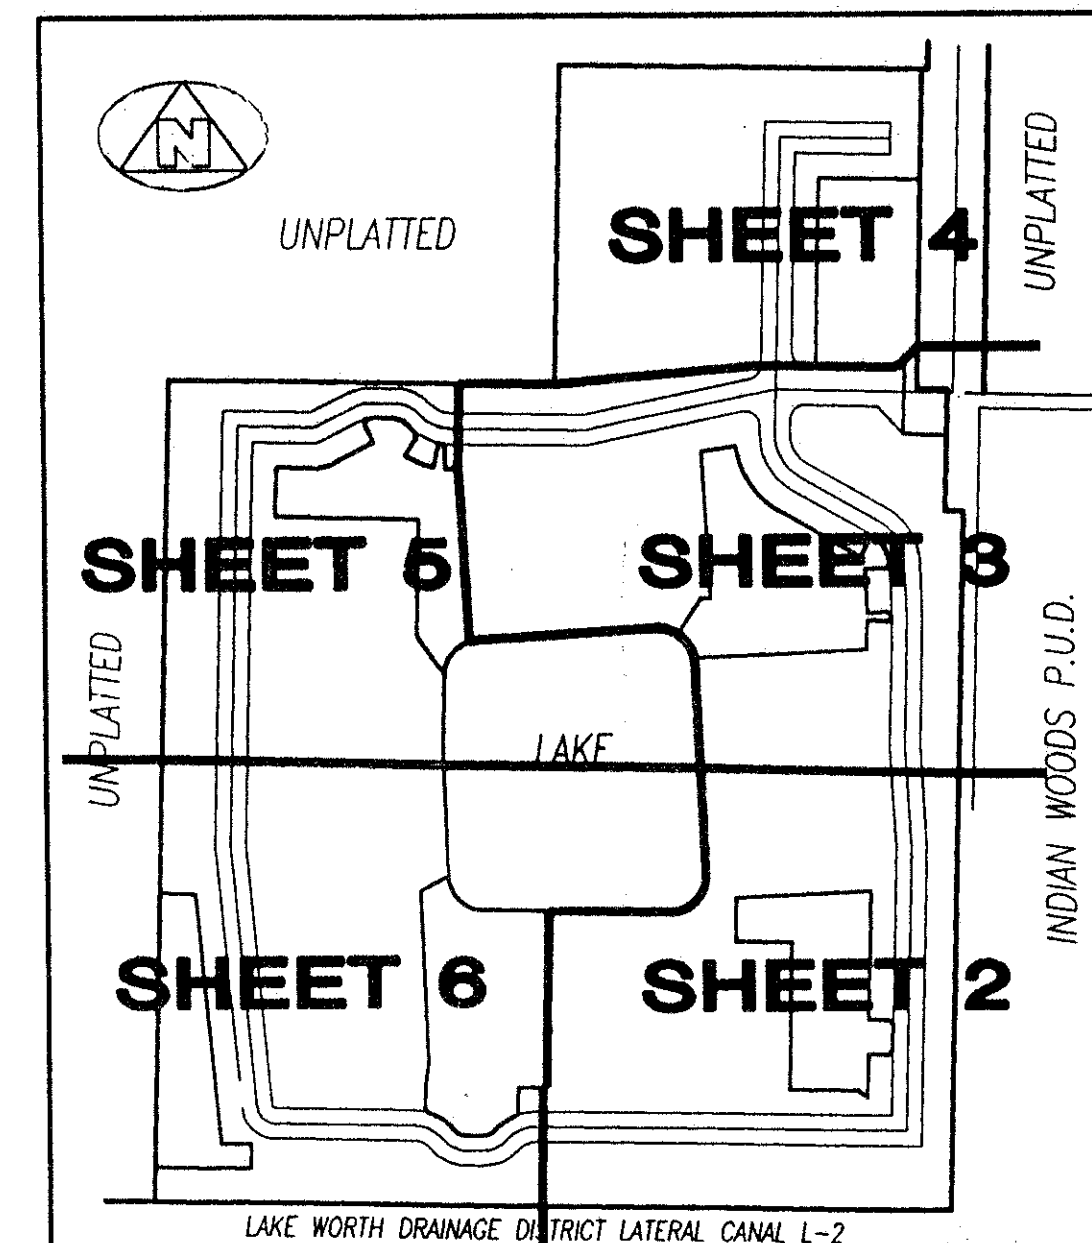 N
UNPLATTED
UNPLATTED
SHEET 4
SHEET 5
SHEET 3
UNPLATTED
LAKE
INDIAN WOODS P.U.D.
SHEET 6
SHEET 2
LAKE WORTH DRAINAGE DISTRICT LATERAL CANAL L-2